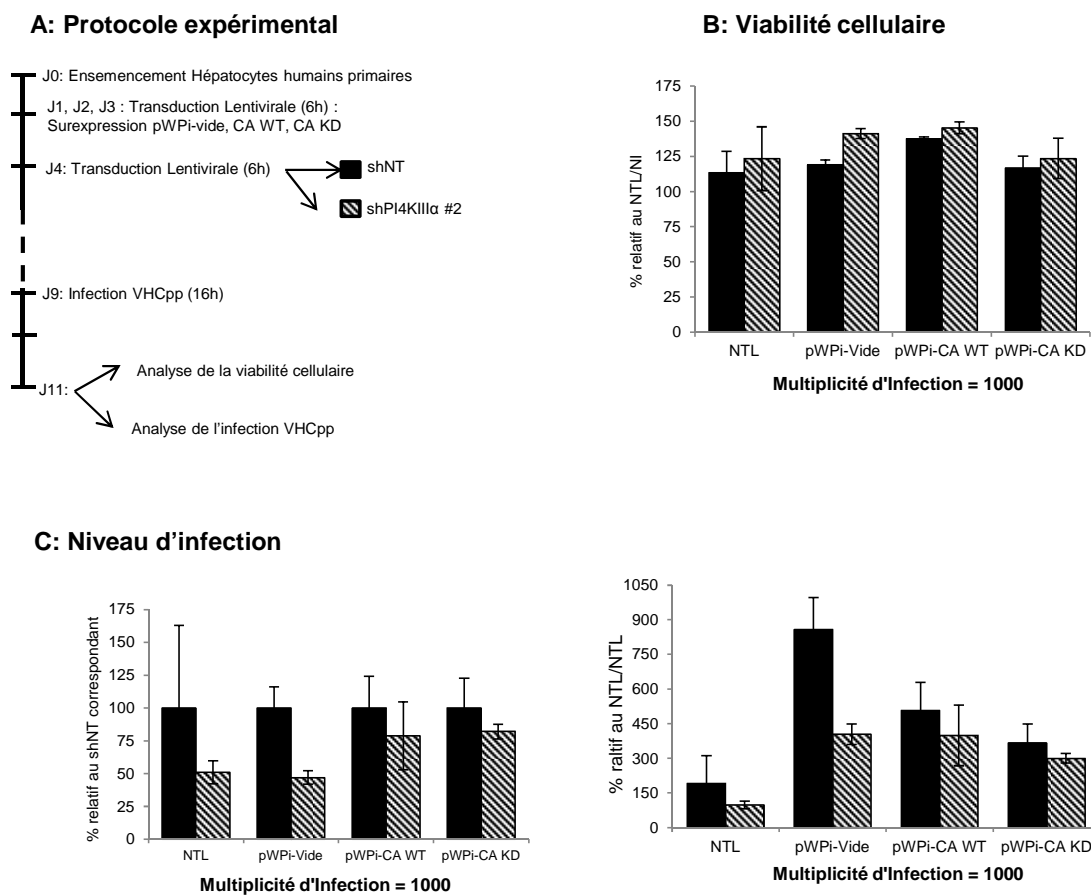 A: Protocole expérimental
J0: Ensemencement Hépatocytes humains primaires
J1, J2, J3 : Transduction Lentivirale (6h) :
Surexpression pWPi-vide, CA WT, CA KD
J4: Transduction Lentivirale (6h)
shNT
shPI4KIIIα #2
J9: Infection VHCpp (16h)
J11:
Analyse de la viabilité cellulaire
Analyse de l'infection VHCpp
B: Viabilité cellulaire
% relatif au NTL/NI
175
150
125
100
75
50
25
0
NTL pWPi-Vide pWPi-CA WT pWPi-CA KD
Multiplicité d'Infection = 1000
C: Niveau d'infection
% relatif au shNT correspondant
175
150
125
100
75
50
25
0
NTL pWPi-Vide pWPi-CA WT pWPi-CA KD
Multiplicité d'Infection = 1000
% raltif au NTL/NTL
1050
900
750
600
450
300
150
0
NTL pWPi-Vide pWPi-CA WT pWPi-CA KD
Multiplicité d'Infection = 1000